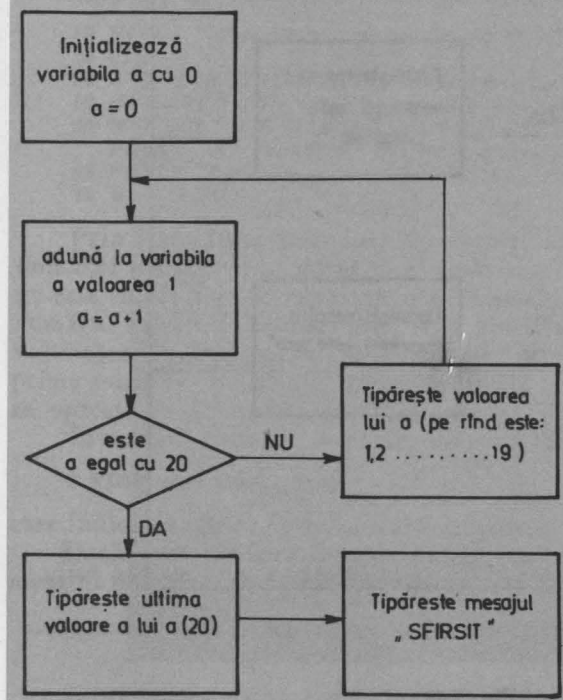 Inițializează
variabila a cu 0
a = 0
adună la variabila
a valoarea 1
a = a+1
este
a egal cu 20
NU
Tipărește valoarea
lui a (pe rînd este:
1,2 .........19 )
DA
Tipărește ultima
valoare a lui a (20)
Tipăreste mesajul
„ SFIRSIT "